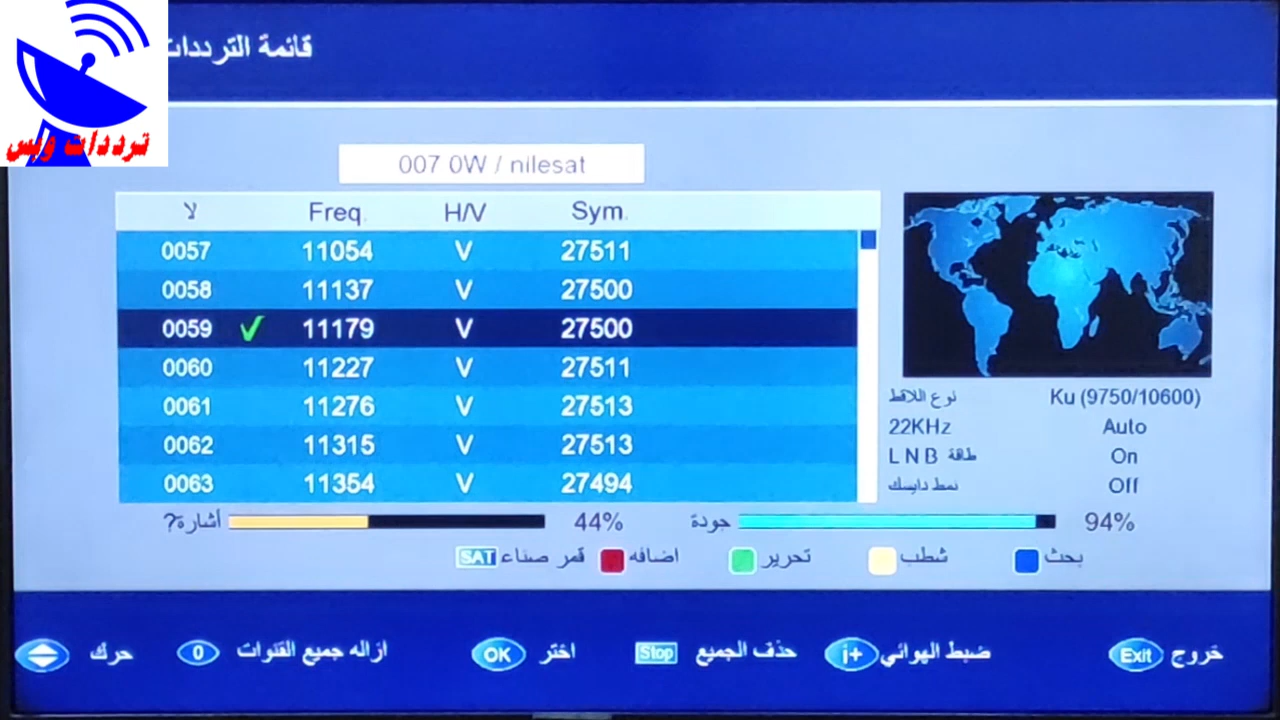 قائمة الترددات
ترددات ويس
007 0W / nilesat
لا Freq. H/V Sym.
0057 11054 V 27511
0058 11137 V 27500
0059 ✓ 11179 V 27500
0060 11227 V 27511
0061 11276 V 27513
0062 11315 V 27513
0063 11354 V 27494
نوع اللاقط Ku (9750/10600)
22KHz Auto
طاقة LNB On
نمط دايسك Off
أشارة? 44% جودة 94%
SAT قمر صناء اضافه تحرير شطب بحث
حرك 0 ازاله جميع القنوات OK اختر Stop حذف الجميع i+ ضبط الهوائي Exit خروج